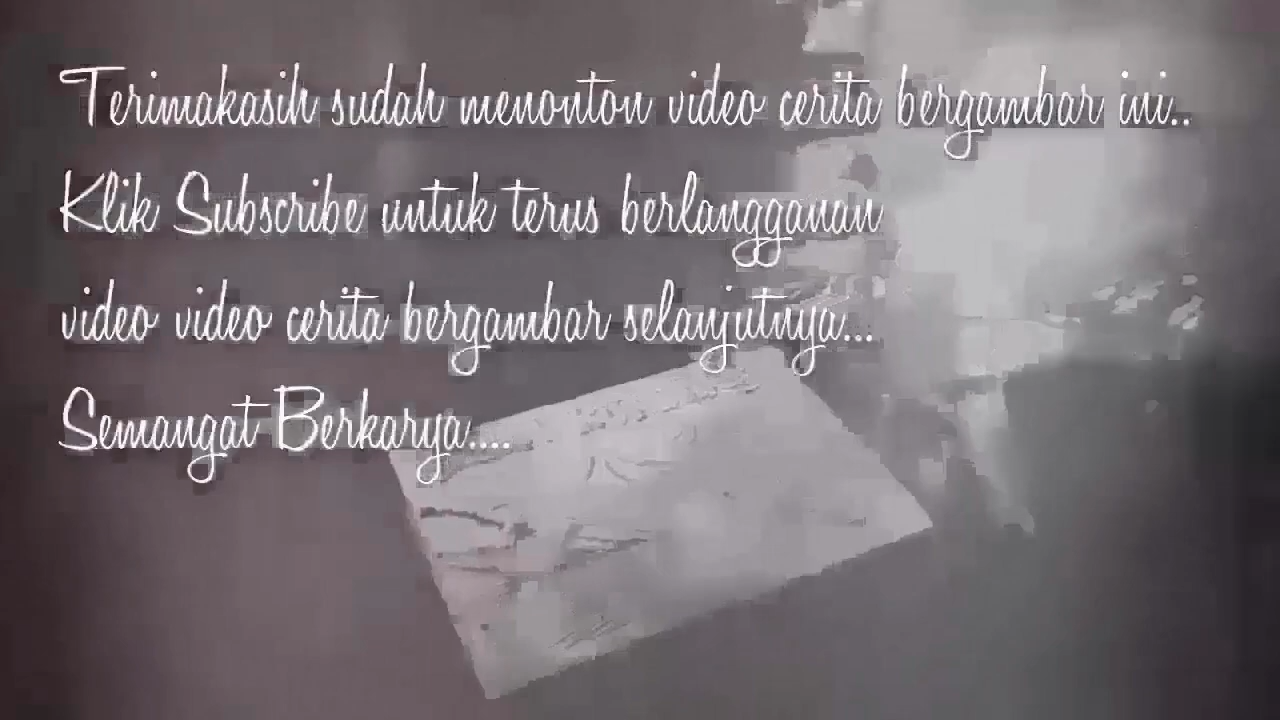 Terimakasih sudah menonton video cerita bergambar ini..
Klik Subscribe untuk terus berlangganan
video video cerita bergambar selanjutnya...
Semangat Berkarya....